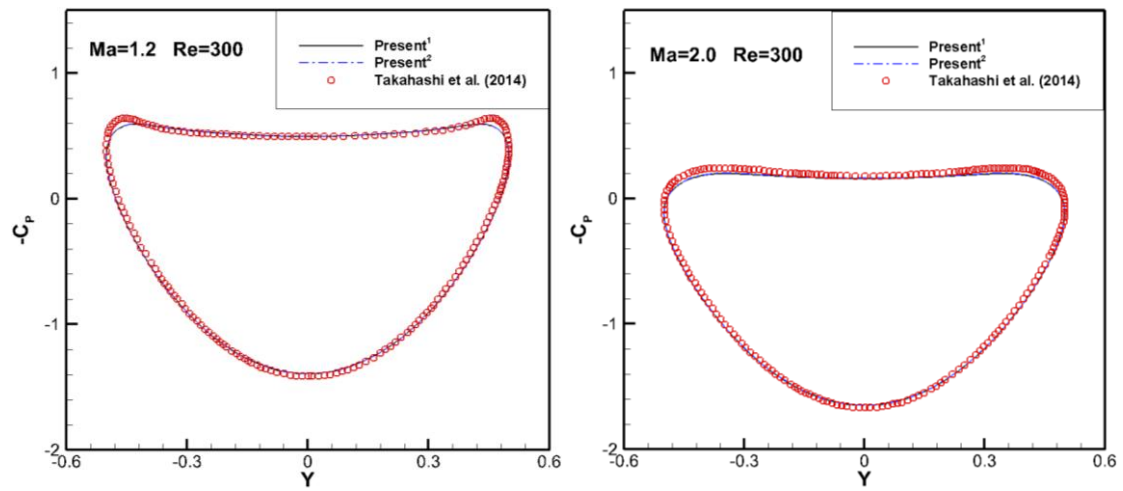 Ma=1.2 Re=300
Present¹
Present²
Takahashi et al. (2014)
1
0
-1
-2
-C_P
-0.6
-0.3
0
0.3
0.6
Y
Ma=2.0 Re=300
Present¹
Present²
Takahashi et al. (2014)
1
0
-1
-2
-C_P
-0.6
-0.3
0
0.3
0.6
Y